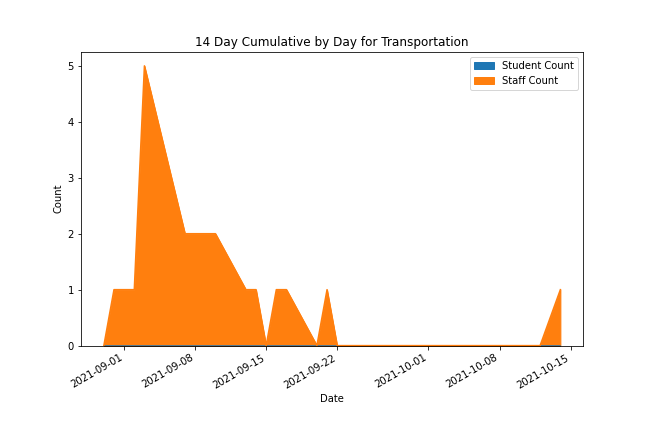 14 Day Cumulative by Day for Transportation
Student Count
Staff Count
5
4
3
2
1
0
Count
2021-09-01
2021-09-08
2021-09-15
2021-09-22
2021-10-01
2021-10-08
2021-10-15
Date